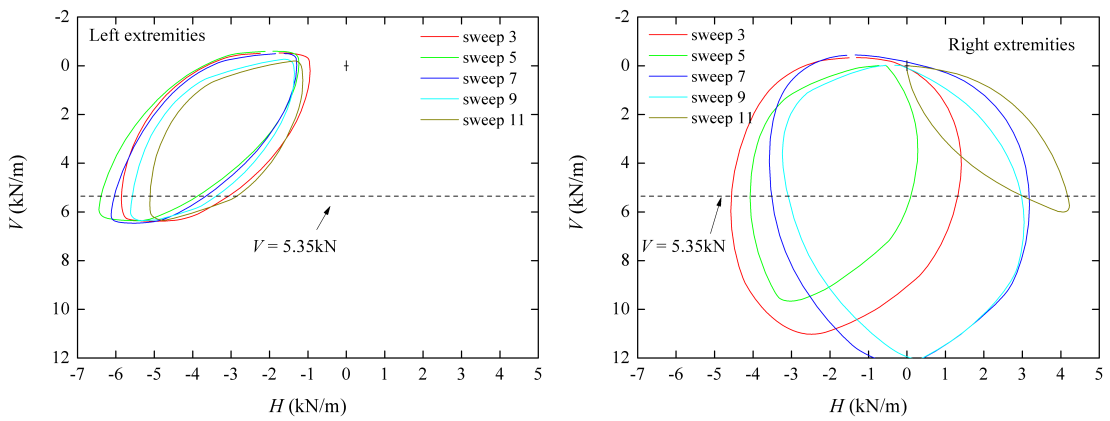 Left extremities
sweep 3
sweep 5
sweep 7
sweep 9
sweep 11
-2
0
2
4
6
8
10
12
V (kN/m)
V = 5.35kN
-7 -6 -5 -4 -3 -2 -1 0 1 2 3 4 5
H (kN/m)
Right extremities
sweep 3
sweep 5
sweep 7
sweep 9
sweep 11
-2
0
2
4
6
8
10
12
V (kN/m)
V = 5.35kN
-7 -6 -5 -4 -3 -2 -1 0 1 2 3 4 5
H (kN/m)